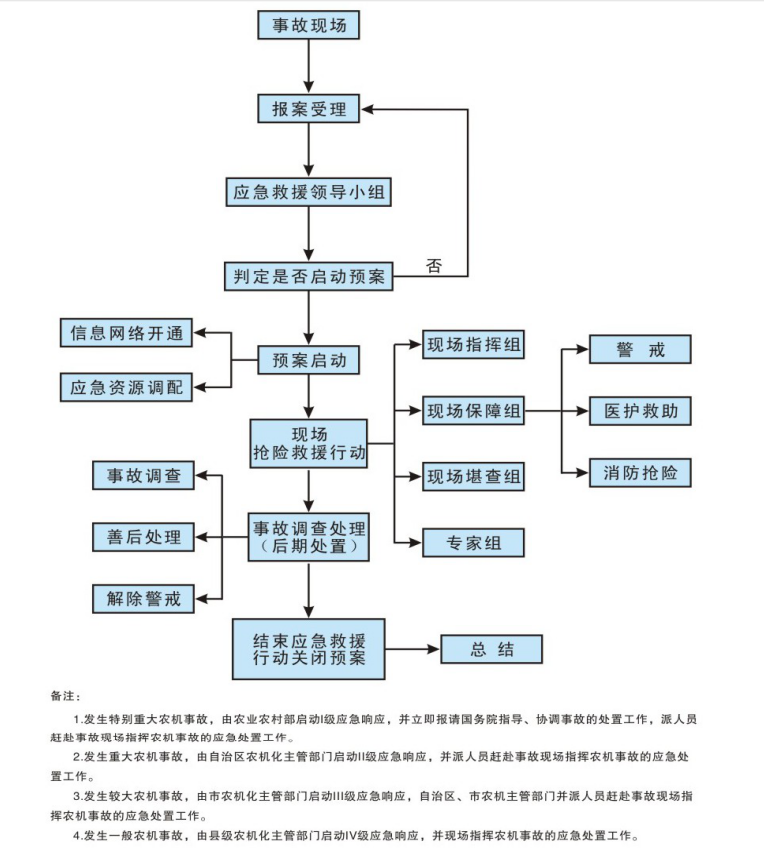 事故现场
报案受理
应急救援领导小组
判定是否启动预案
否
信息网络开通
预案启动
应急资源调配
现场指挥组
警 戒
现场
抢险救援行动
现场保障组
医护救助
现场堪查组
消防抢险
专家组
事故调查
善后处理
事故调查处理
（后期处置）
解除警戒
结束应急救援
行动关闭预案
总 结
备注：
1.发生特别重大农机事故，由农业农村部启动I级应急响应，并立即报请国务院指导、协调事故的处置工作，派人员
赶赴事故现场指挥农机事故的应急处置工作。
2.发生重大农机事故，由自治区农机化主管部门启动II级应急响应，并派人员赶赴事故现场指挥农机事故的应急处
置工作。
3.发生较大农机事故，由市农机化主管部门启动III级应急响应，自治区、市农机主管部门并派人员赶赴事故现场指
挥农机事故的应急处置工作。
4.发生一般农机事故，由县级农机化主管部门启动IV级应急响应，并现场指挥农机事故的应急处置工作。